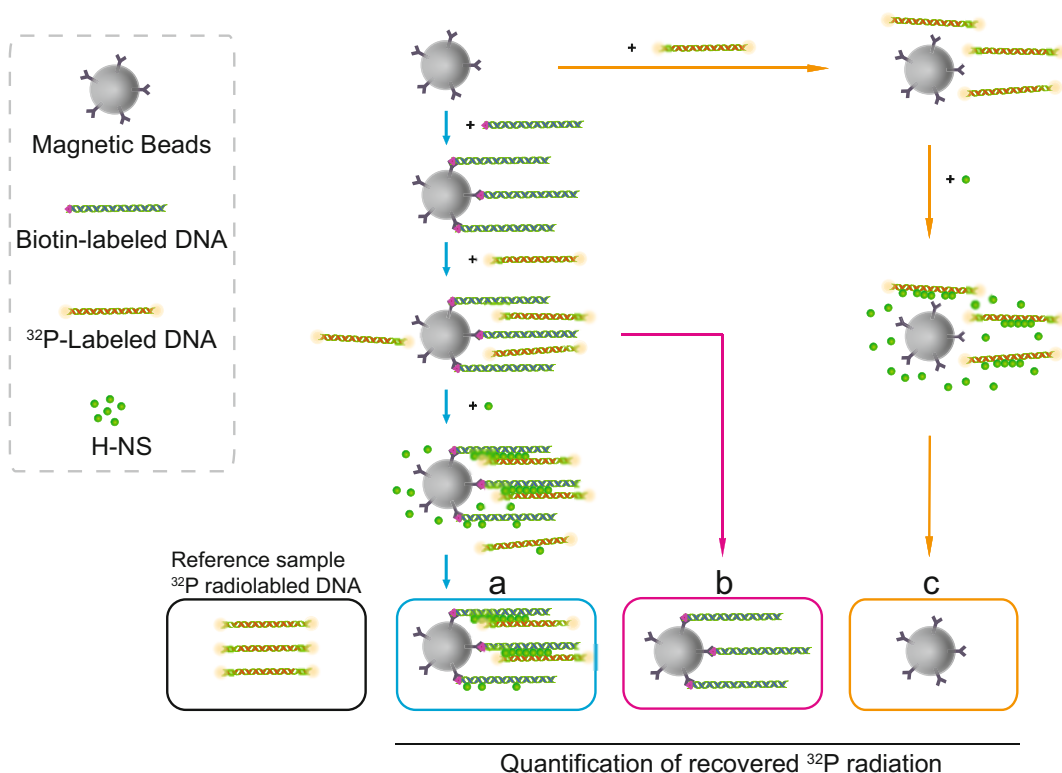 Magnetic Beads
Biotin-labeled DNA
³²P-Labeled DNA
H-NS
+
+
+
+
+
Reference sample
³²P radiolabled DNA
a
b
c
Quantification of recovered ³²P radiation